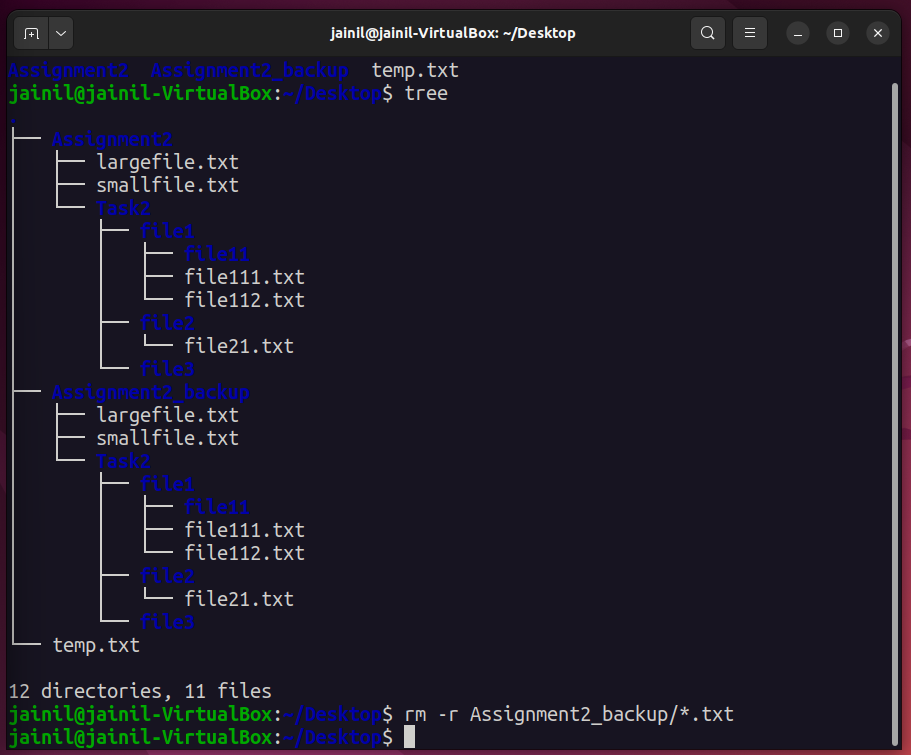 jainil@jainil-VirtualBox: ~/Desktop
Assignment2  Assignment2_backup  temp.txt
jainil@jainil-VirtualBox:~/Desktop$ tree
.
├── Assignment2
│   ├── largefile.txt
│   ├── smallfile.txt
│   └── Task2
│       ├── file1
│       │   ├── file11
│       │   ├── file111.txt
│       │   └── file112.txt
│       ├── file2
│       │   └── file21.txt
│       └── file3
├── Assignment2_backup
│   ├── largefile.txt
│   ├── smallfile.txt
│   └── Task2
│       ├── file1
│       │   ├── file11
│       │   ├── file111.txt
│       │   └── file112.txt
│       ├── file2
│       │   └── file21.txt
│       └── file3
└── temp.txt
12 directories, 11 files
jainil@jainil-VirtualBox:~/Desktop$ rm -r Assignment2_backup/*.txt
jainil@jainil-VirtualBox:~/Desktop$